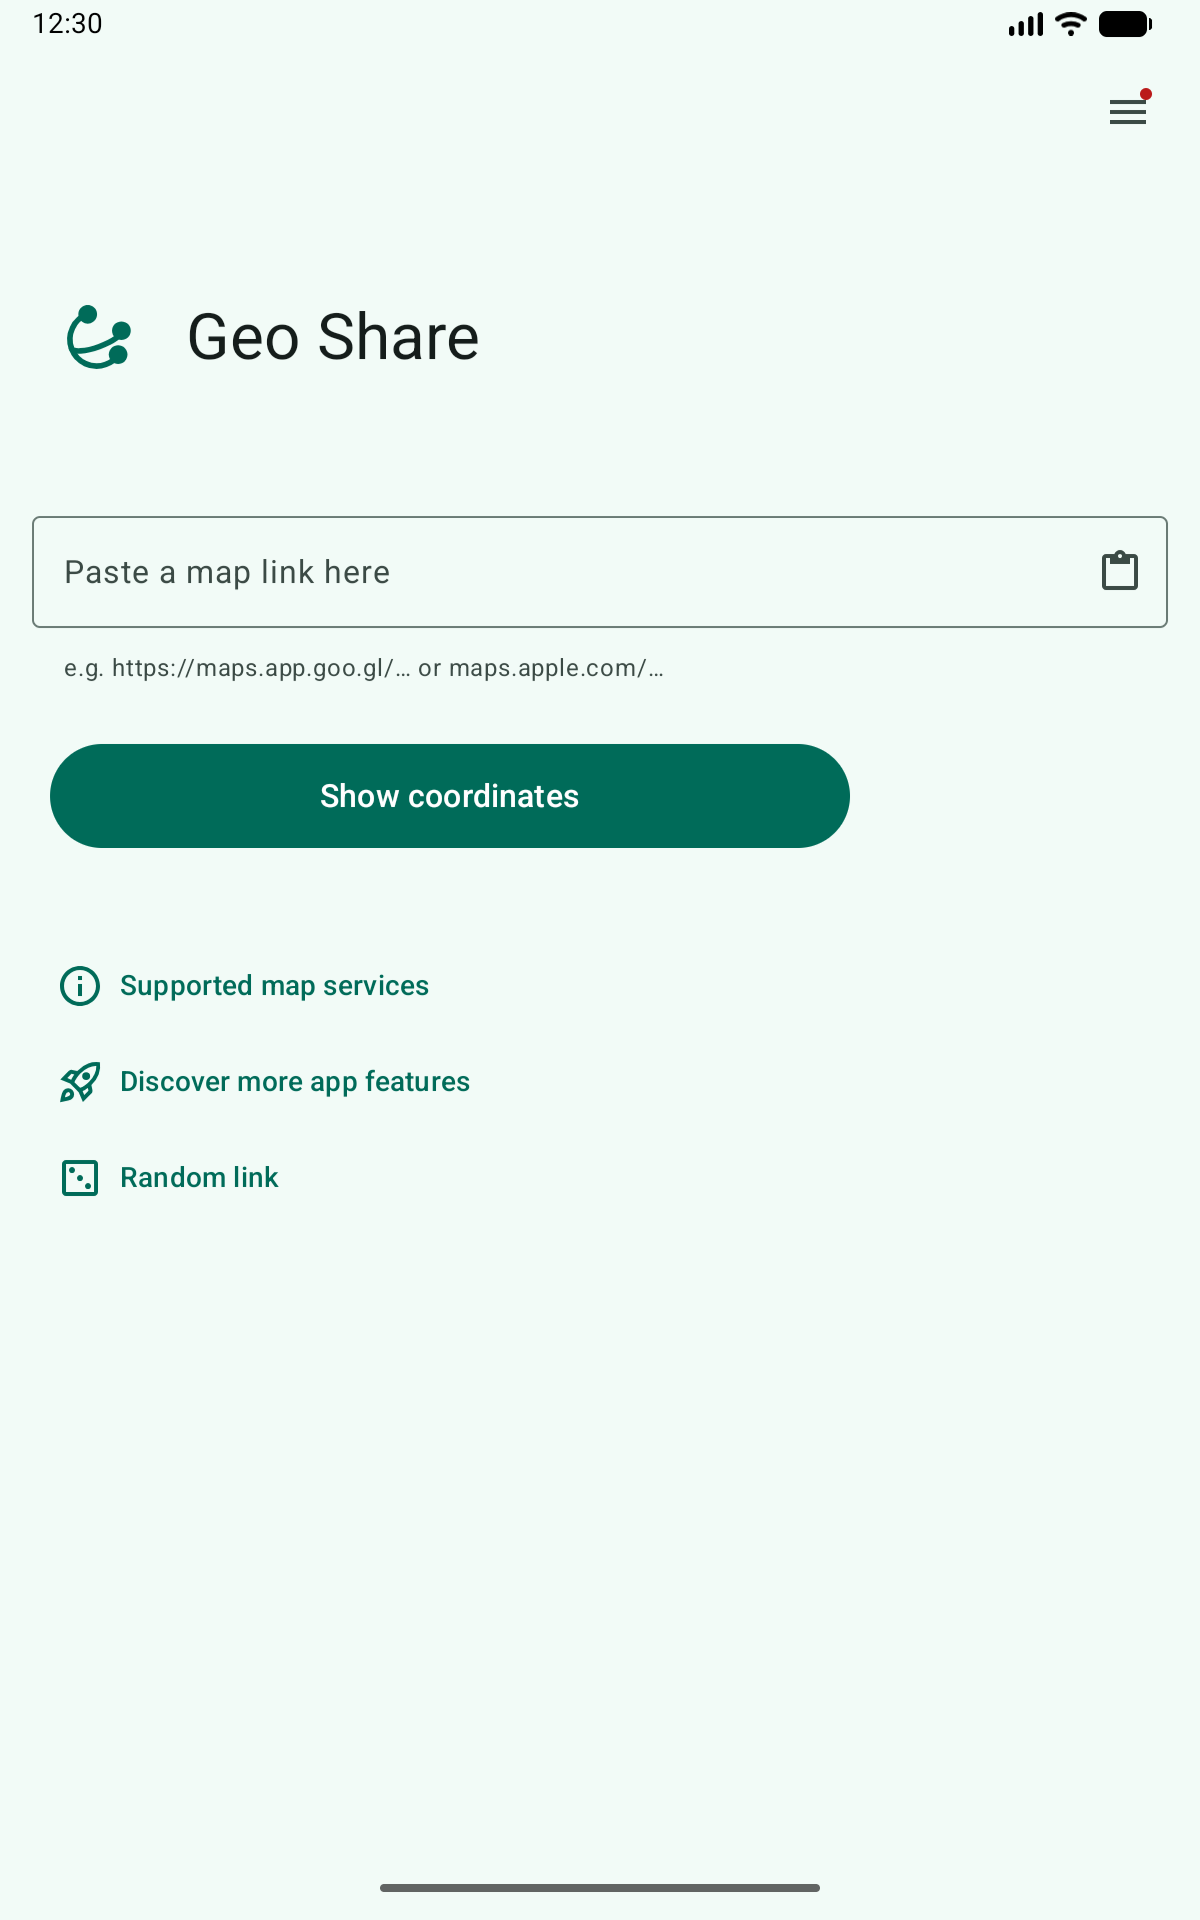 12:30
Geo Share
Paste a map link here
e.g. https://maps.app.goo.gl/… or maps.apple.com/…
Show coordinates
Supported map services
Discover more app features
Random link